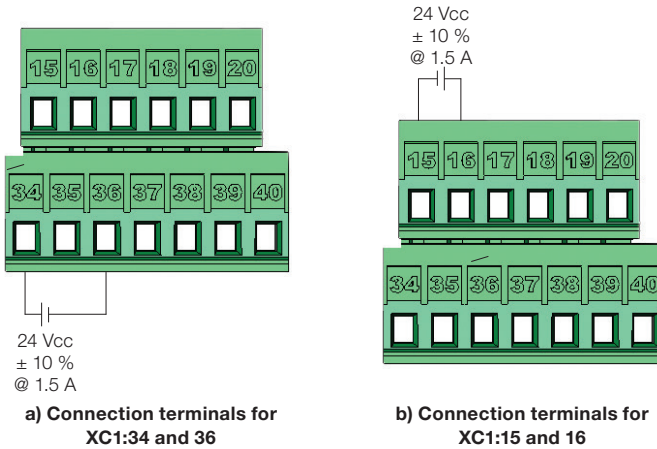 15 16 17 18 19 20
34 35 36 37 38 39 40
24 Vcc
± 10 %
@ 1.5 A
a) Connection terminals for
XC1:34 and 36
24 Vcc
± 10 %
@ 1.5 A
15 16 17 18 19 20
34 35 36 37 38 39 40
b) Connection terminals for
XC1:15 and 16